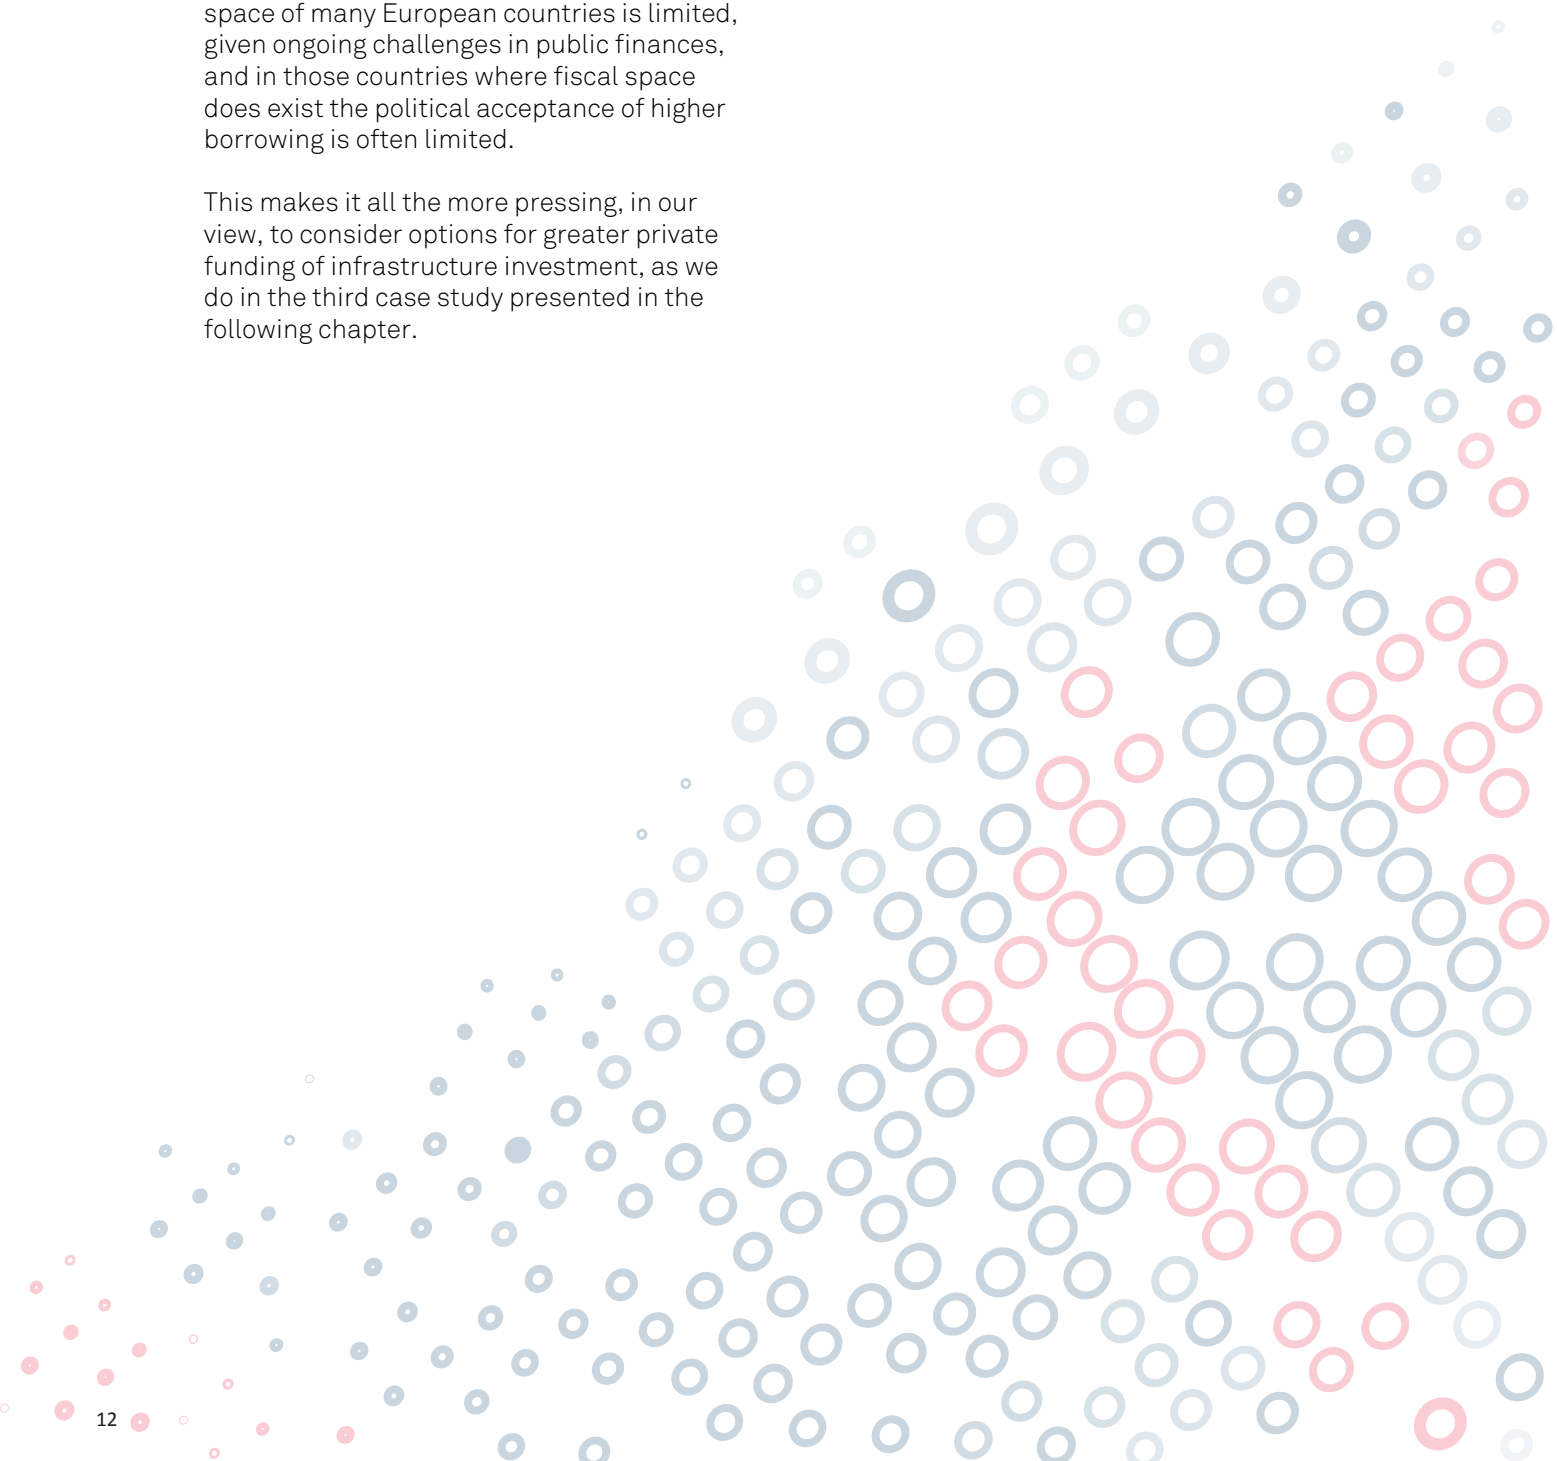 space of many European countries is limited,
given ongoing challenges in public finances,
and in those countries where fiscal space
does exist the political acceptance of higher
borrowing is often limited.
This makes it all the more pressing, in our
view, to consider options for greater private
funding of infrastructure investment, as we
do in the third case study presented in the
following chapter.
12